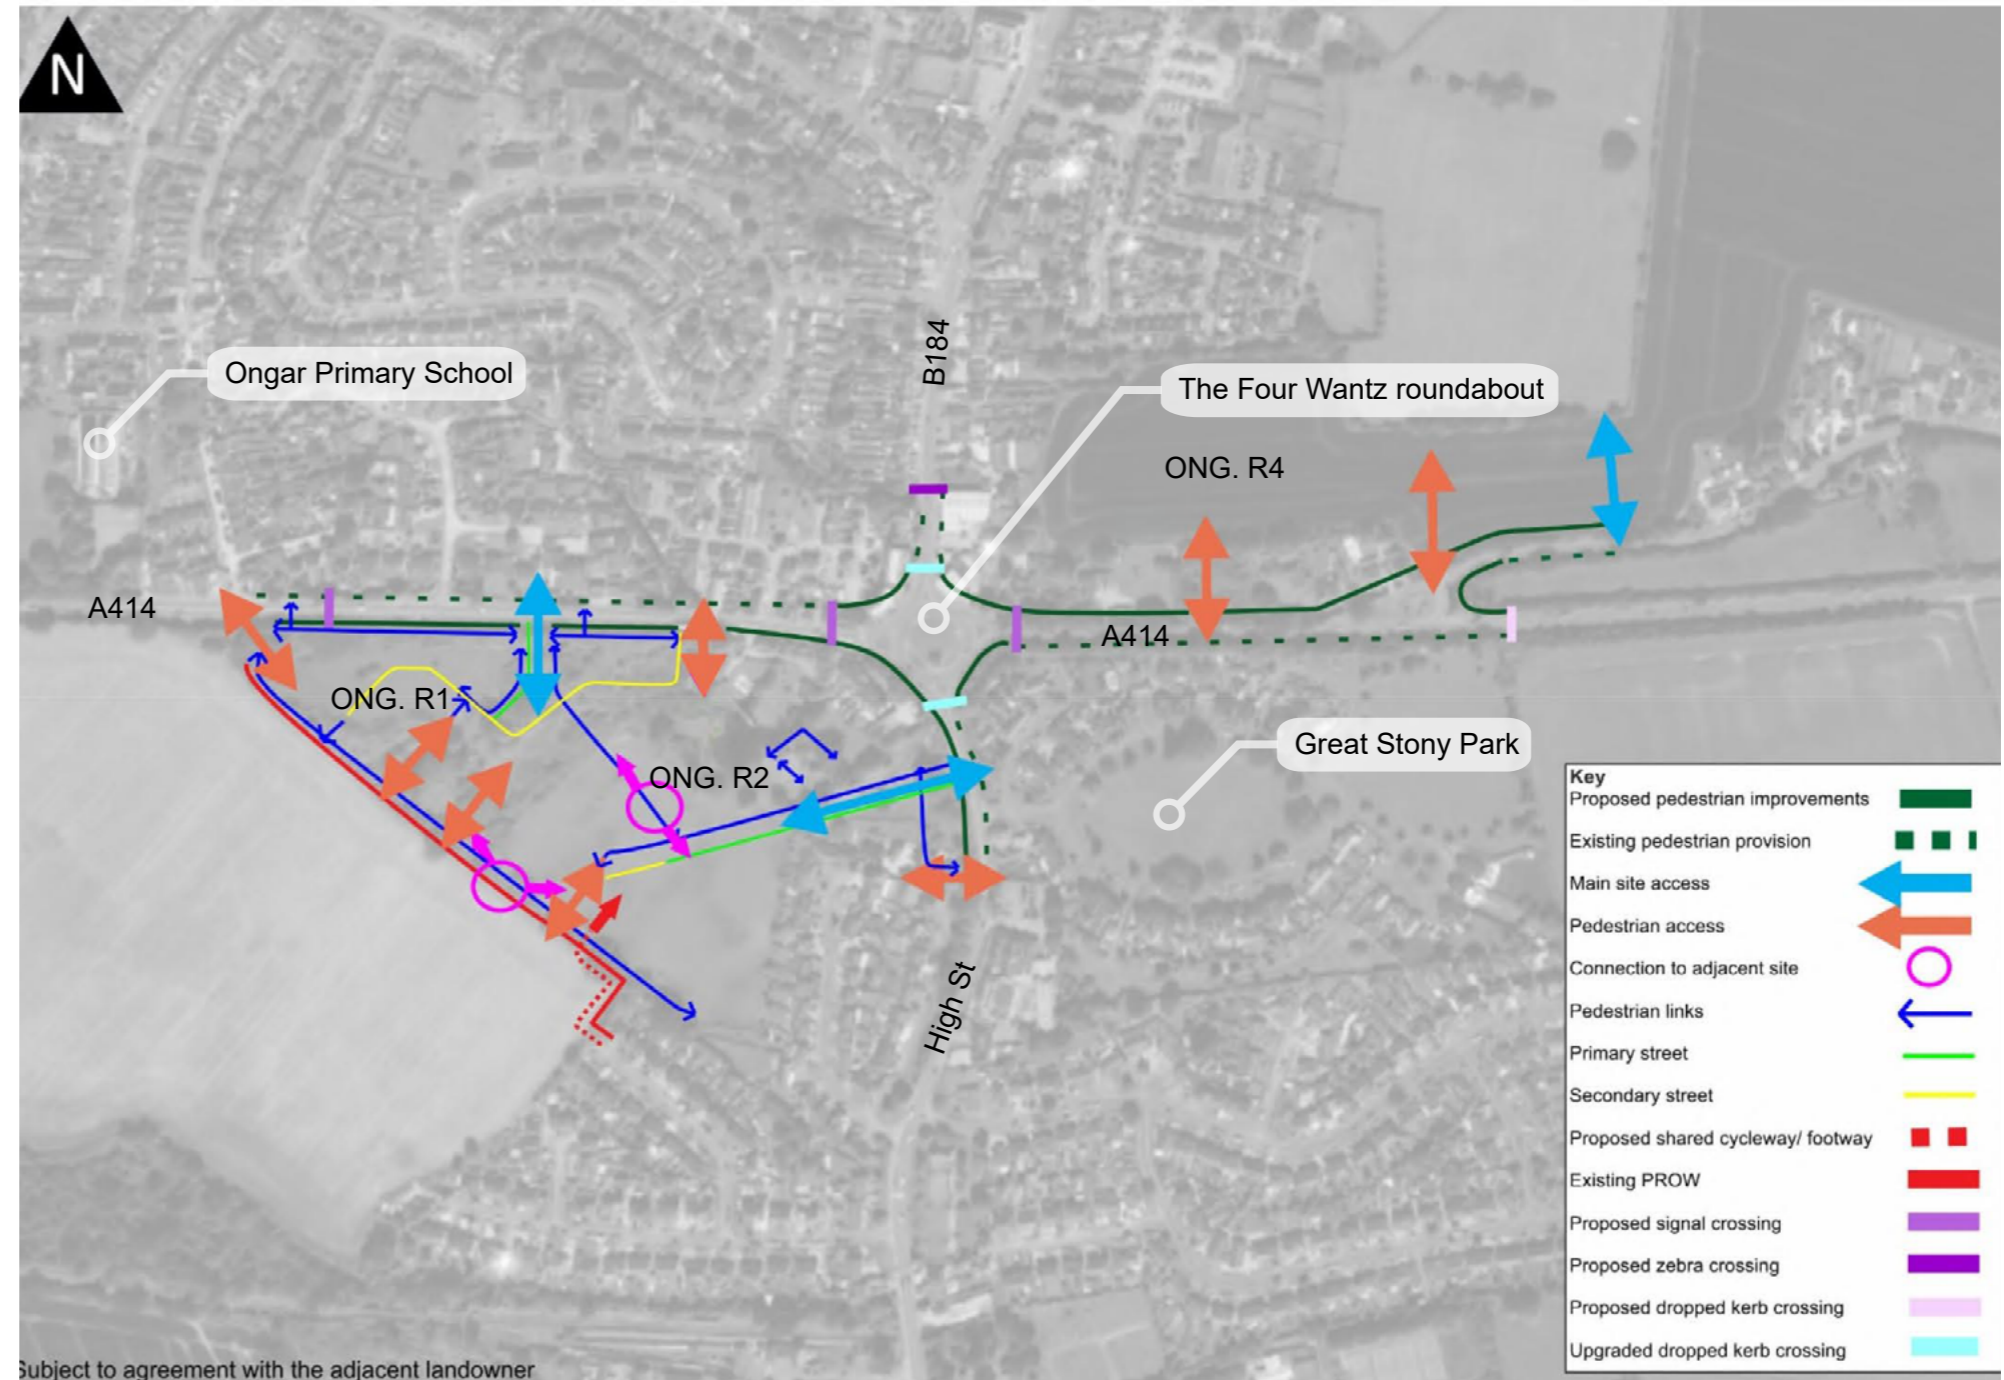 N
B184
Ongar Primary School
The Four Wantz roundabout
ONG. R4
A414
A414
ONG. R1
ONG. R2
Great Stony Park
High St
Key
Proposed pedestrian improvements
Existing pedestrian provision
Main site access
Pedestrian access
Connection to adjacent site
Pedestrian links
Primary street
Secondary street
Proposed shared cycleway/ footway
Existing PROW
Proposed signal crossing
Proposed zebra crossing
Proposed dropped kerb crossing
Upgraded dropped kerb crossing
Subject to agreement with the adjacent landowner